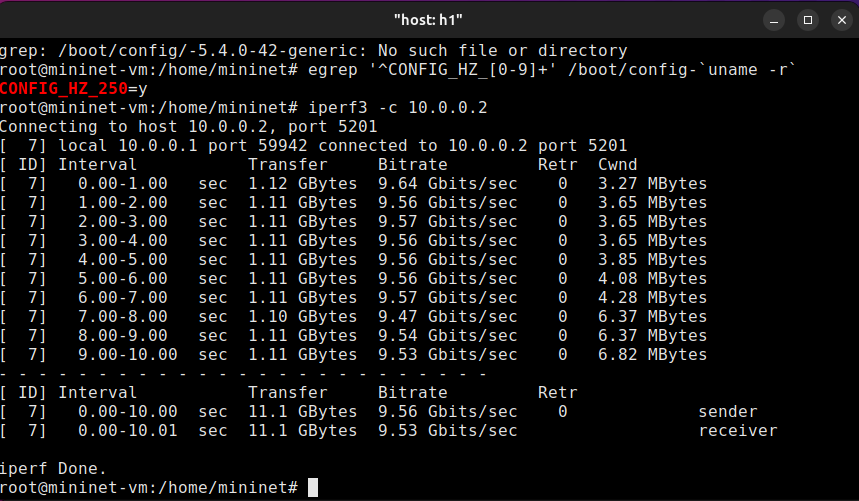 "host: h1"
grep: /boot/config/-5.4.0-42-generic: No such file or directory
root@mininet-vm:/home/mininet# egrep '^CONFIG_HZ_[0-9]+' /boot/config-`uname -r`
CONFIG_HZ_250=y
root@mininet-vm:/home/mininet# iperf3 -c 10.0.0.2
Connecting to host 10.0.0.2, port 5201
[  7] local 10.0.0.1 port 59942 connected to 10.0.0.2 port 5201
[ ID] Interval           Transfer     Bitrate         Retr  Cwnd
[  7]   0.00-1.00   sec  1.12 GBytes  9.64 Gbits/sec    0   3.27 MBytes
[  7]   1.00-2.00   sec  1.11 GBytes  9.56 Gbits/sec    0   3.65 MBytes
[  7]   2.00-3.00   sec  1.11 GBytes  9.57 Gbits/sec    0   3.65 MBytes
[  7]   3.00-4.00   sec  1.11 GBytes  9.56 Gbits/sec    0   3.65 MBytes
[  7]   4.00-5.00   sec  1.11 GBytes  9.56 Gbits/sec    0   3.85 MBytes
[  7]   5.00-6.00   sec  1.11 GBytes  9.56 Gbits/sec    0   4.08 MBytes
[  7]   6.00-7.00   sec  1.11 GBytes  9.57 Gbits/sec    0   4.28 MBytes
[  7]   7.00-8.00   sec  1.10 GBytes  9.47 Gbits/sec    0   6.37 MBytes
[  7]   8.00-9.00   sec  1.11 GBytes  9.54 Gbits/sec    0   6.37 MBytes
[  7]   9.00-10.00  sec  1.11 GBytes  9.53 Gbits/sec    0   6.82 MBytes
- - - - - - - - - - - - - - - - - - - - - - - - -
[ ID] Interval           Transfer     Bitrate         Retr
[  7]   0.00-10.00  sec  11.1 GBytes  9.56 Gbits/sec    0             sender
[  7]   0.00-10.01  sec  11.1 GBytes  9.53 Gbits/sec                  receiver
iperf Done.
root@mininet-vm:/home/mininet#